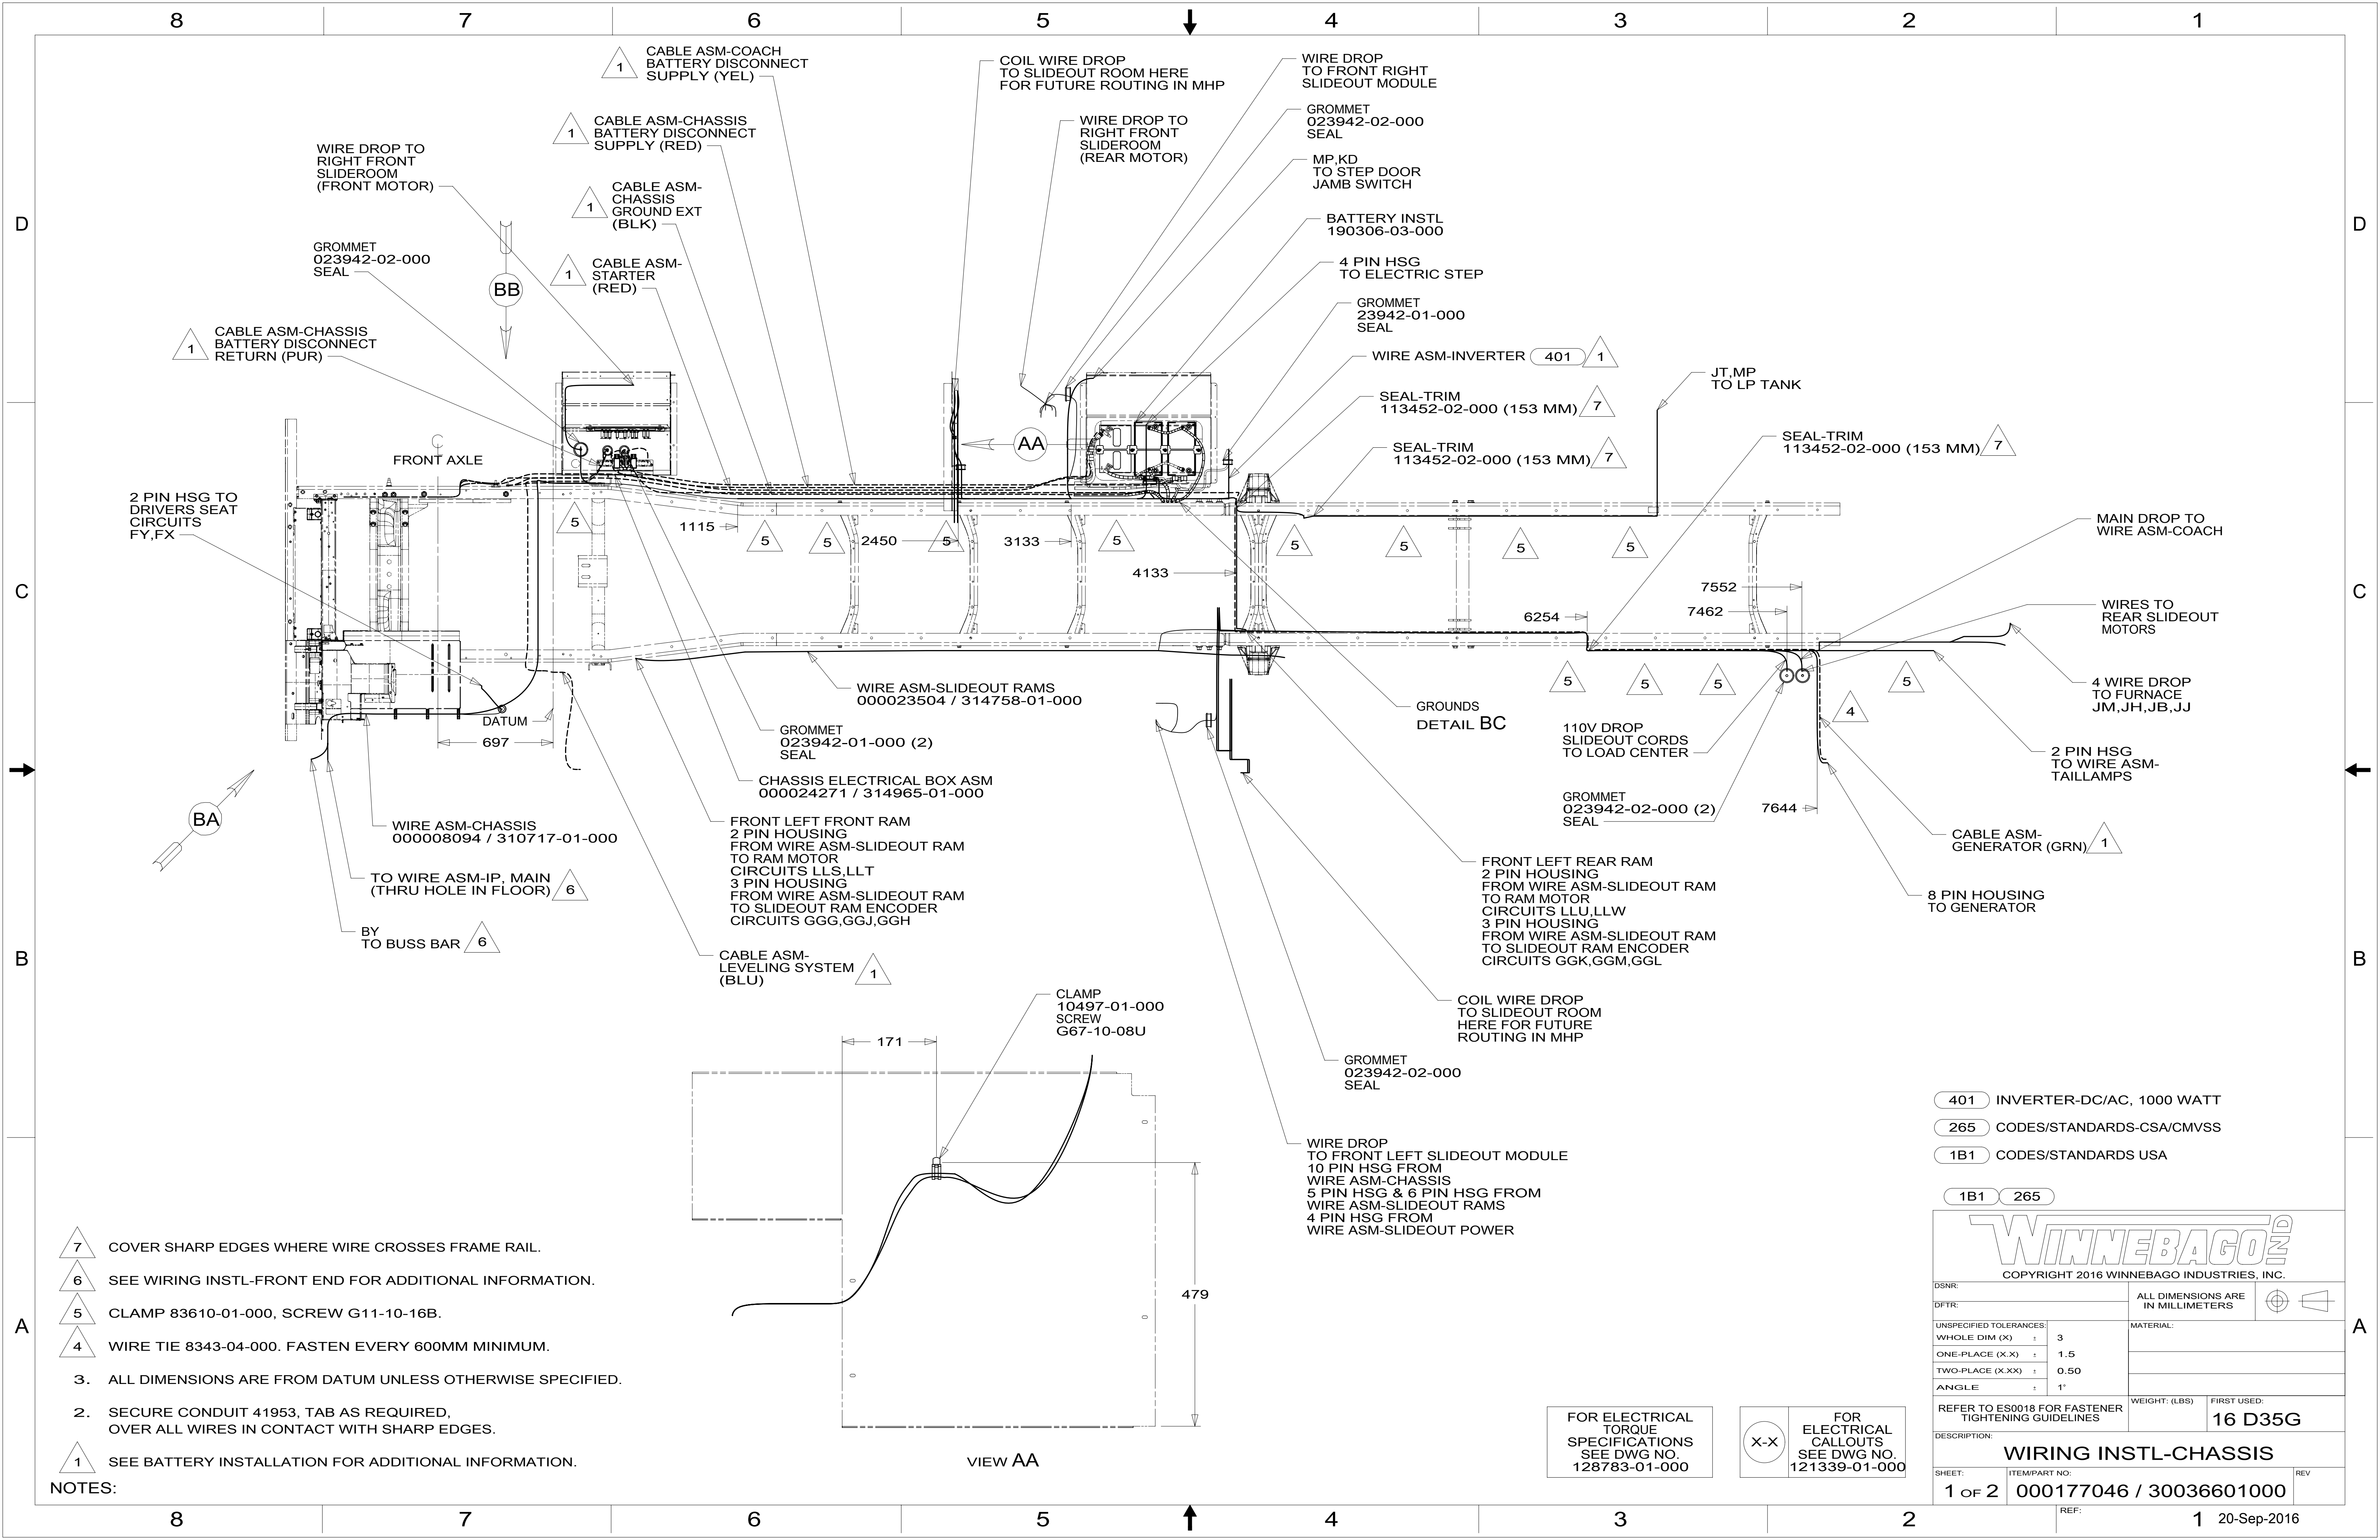 8 7 6 5 4 3 2 1
D
C
B
A
D
C
B
A
1
CABLE ASM-COACH
BATTERY DISCONNECT
SUPPLY (YEL)
1
CABLE ASM-CHASSIS
BATTERY DISCONNECT
SUPPLY (RED)
WIRE DROP TO
RIGHT FRONT
SLIDEROOM
(FRONT MOTOR)
1
CABLE ASM-
CHASSIS
GROUND EXT
(BLK)
GROMMET
023942-02-000
SEAL
BB
1
CABLE ASM-
STARTER
(RED)
1
CABLE ASM-CHASSIS
BATTERY DISCONNECT
RETURN (PUR)
COIL WIRE DROP
TO SLIDEOUT ROOM HERE
FOR FUTURE ROUTING IN MHP
WIRE DROP TO
RIGHT FRONT
SLIDEROOM
(REAR MOTOR)
WIRE DROP
TO FRONT RIGHT
SLIDEOUT MODULE
GROMMET
023942-02-000
SEAL
MP,KD
TO STEP DOOR
JAMB SWITCH
BATTERY INSTL
190306-03-000
4 PIN HSG
TO ELECTRIC STEP
GROMMET
23942-01-000
SEAL
WIRE ASM-INVERTER 401 1
SEAL-TRIM
113452-02-000 (153 MM) 7
SEAL-TRIM
113452-02-000 (153 MM) 7
JT,MP
TO LP TANK
SEAL-TRIM
113452-02-000 (153 MM) 7
AA
C
FRONT AXLE
2 PIN HSG TO
DRIVERS SEAT
CIRCUITS
FY,FX
5
1115
5
5
2450
5
3133
5
4133
5
5
5
5
MAIN DROP TO
WIRE ASM-COACH
7552
7462
6254
WIRES TO
REAR SLIDEOUT
MOTORS
5
5
5
5
4
4 WIRE DROP
TO FURNACE
JM,JH,JB,JJ
DATUM
697
WIRE ASM-SLIDEOUT RAMS
000023504 / 314758-01-000
GROUNDS
DETAIL BC
GROMMET
023942-01-000 (2)
SEAL
110V DROP
SLIDEOUT CORDS
TO LOAD CENTER
2 PIN HSG
TO WIRE ASM-
TAILLAMPS
CHASSIS ELECTRICAL BOX ASM
000024271 / 314965-01-000
GROMMET
023942-02-000 (2)
SEAL
7644
BA
WIRE ASM-CHASSIS
000008094 / 310717-01-000
FRONT LEFT FRONT RAM
2 PIN HOUSING
FROM WIRE ASM-SLIDEOUT RAM
TO RAM MOTOR
CIRCUITS LLS,LLT
3 PIN HOUSING
FROM WIRE ASM-SLIDEOUT RAM
TO SLIDEOUT RAM ENCODER
CIRCUITS GGG,GGJ,GGH
CABLE ASM-
GENERATOR (GRN) 1
TO WIRE ASM-IP, MAIN
(THRU HOLE IN FLOOR) 6
FRONT LEFT REAR RAM
2 PIN HOUSING
FROM WIRE ASM-SLIDEOUT RAM
TO RAM MOTOR
CIRCUITS LLU,LLW
3 PIN HOUSING
FROM WIRE ASM-SLIDEOUT RAM
TO SLIDEOUT RAM ENCODER
CIRCUITS GGK,GGM,GGL
8 PIN HOUSING
TO GENERATOR
BY
TO BUSS BAR 6
CABLE ASM-
LEVELING SYSTEM
(BLU)
1
CLAMP
10497-01-000
SCREW
G67-10-08U
COIL WIRE DROP
TO SLIDEOUT ROOM
HERE FOR FUTURE
ROUTING IN MHP
171
GROMMET
023942-02-000
SEAL
WIRE DROP
TO FRONT LEFT SLIDEOUT MODULE
10 PIN HSG FROM
WIRE ASM-CHASSIS
5 PIN HSG & 6 PIN HSG FROM
WIRE ASM-SLIDEOUT RAMS
4 PIN HSG FROM
WIRE ASM-SLIDEOUT POWER
479
VIEW AA
401 INVERTER-DC/AC, 1000 WATT
265 CODES/STANDARDS-CSA/CMVSS
1B1 CODES/STANDARDS USA
1B1 265
7 COVER SHARP EDGES WHERE WIRE CROSSES FRAME RAIL.
6 SEE WIRING INSTL-FRONT END FOR ADDITIONAL INFORMATION.
5 CLAMP 83610-01-000, SCREW G11-10-16B.
4 WIRE TIE 8343-04-000. FASTEN EVERY 600MM MINIMUM.
3. ALL DIMENSIONS ARE FROM DATUM UNLESS OTHERWISE SPECIFIED.
2. SECURE CONDUIT 41953, TAB AS REQUIRED,
OVER ALL WIRES IN CONTACT WITH SHARP EDGES.
1 SEE BATTERY INSTALLATION FOR ADDITIONAL INFORMATION.
NOTES:
FOR ELECTRICAL
TORQUE
SPECIFICATIONS
SEE DWG NO.
128783-01-000
X-X
FOR
ELECTRICAL
CALLOUTS
SEE DWG NO.
121339-01-000
WINNEBAGO IND
COPYRIGHT 2016 WINNEBAGO INDUSTRIES, INC.
DSNR:
DFTR:
ALL DIMENSIONS ARE
IN MILLIMETERS
UNSPECIFIED TOLERANCES:
WHOLE DIM (X) ± 3
ONE-PLACE (X.X) ± 1.5
TWO-PLACE (X.XX) ± 0.50
ANGLE ± 1°
MATERIAL:
REFER TO ES0018 FOR FASTENER
TIGHTENING GUIDELINES
WEIGHT: (LBS)
FIRST USED:
16 D35G
DESCRIPTION:
WIRING INSTL-CHASSIS
SHEET:
1 OF 2
ITEM/PART NO:
000177046 / 30036601000
REV
REF:
8 7 6 5 4 3 2 1
20-Sep-2016